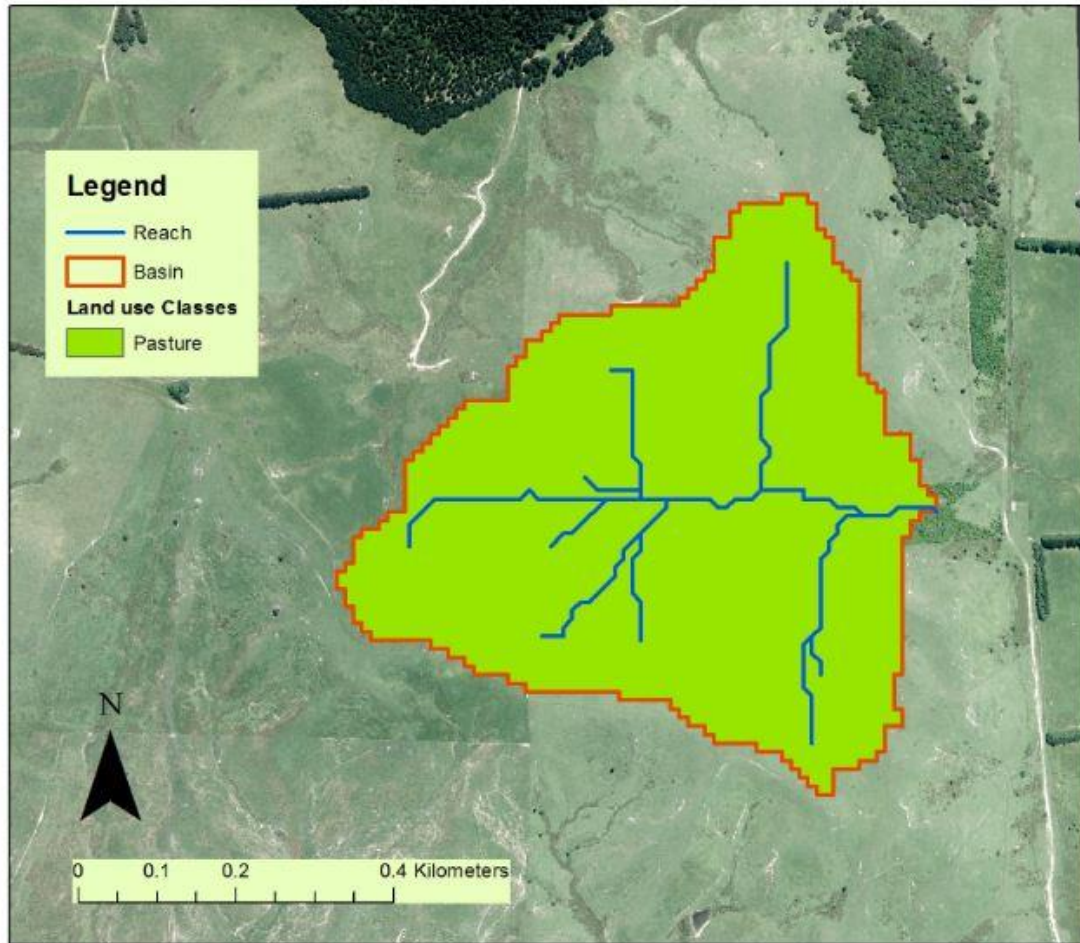 Legend
Reach
Basin
Land use Classes
Pasture
N
0 0.1 0.2 0.4 Kilometers